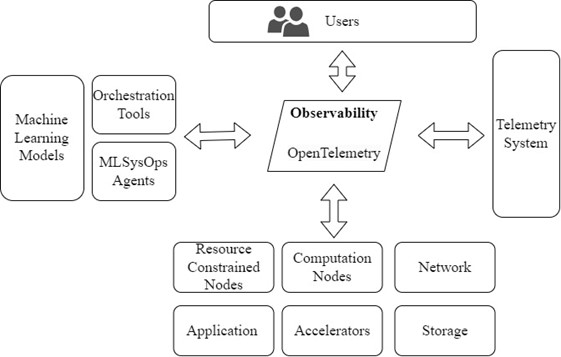 Users
Machine
Learning
Models
Orchestration
Tools
MLSysOps
Agents
Observability
OpenTelemetry
Telemetry
System
Resource
Constrained
Nodes
Computation
Nodes
Network
Application
Accelerators
Storage